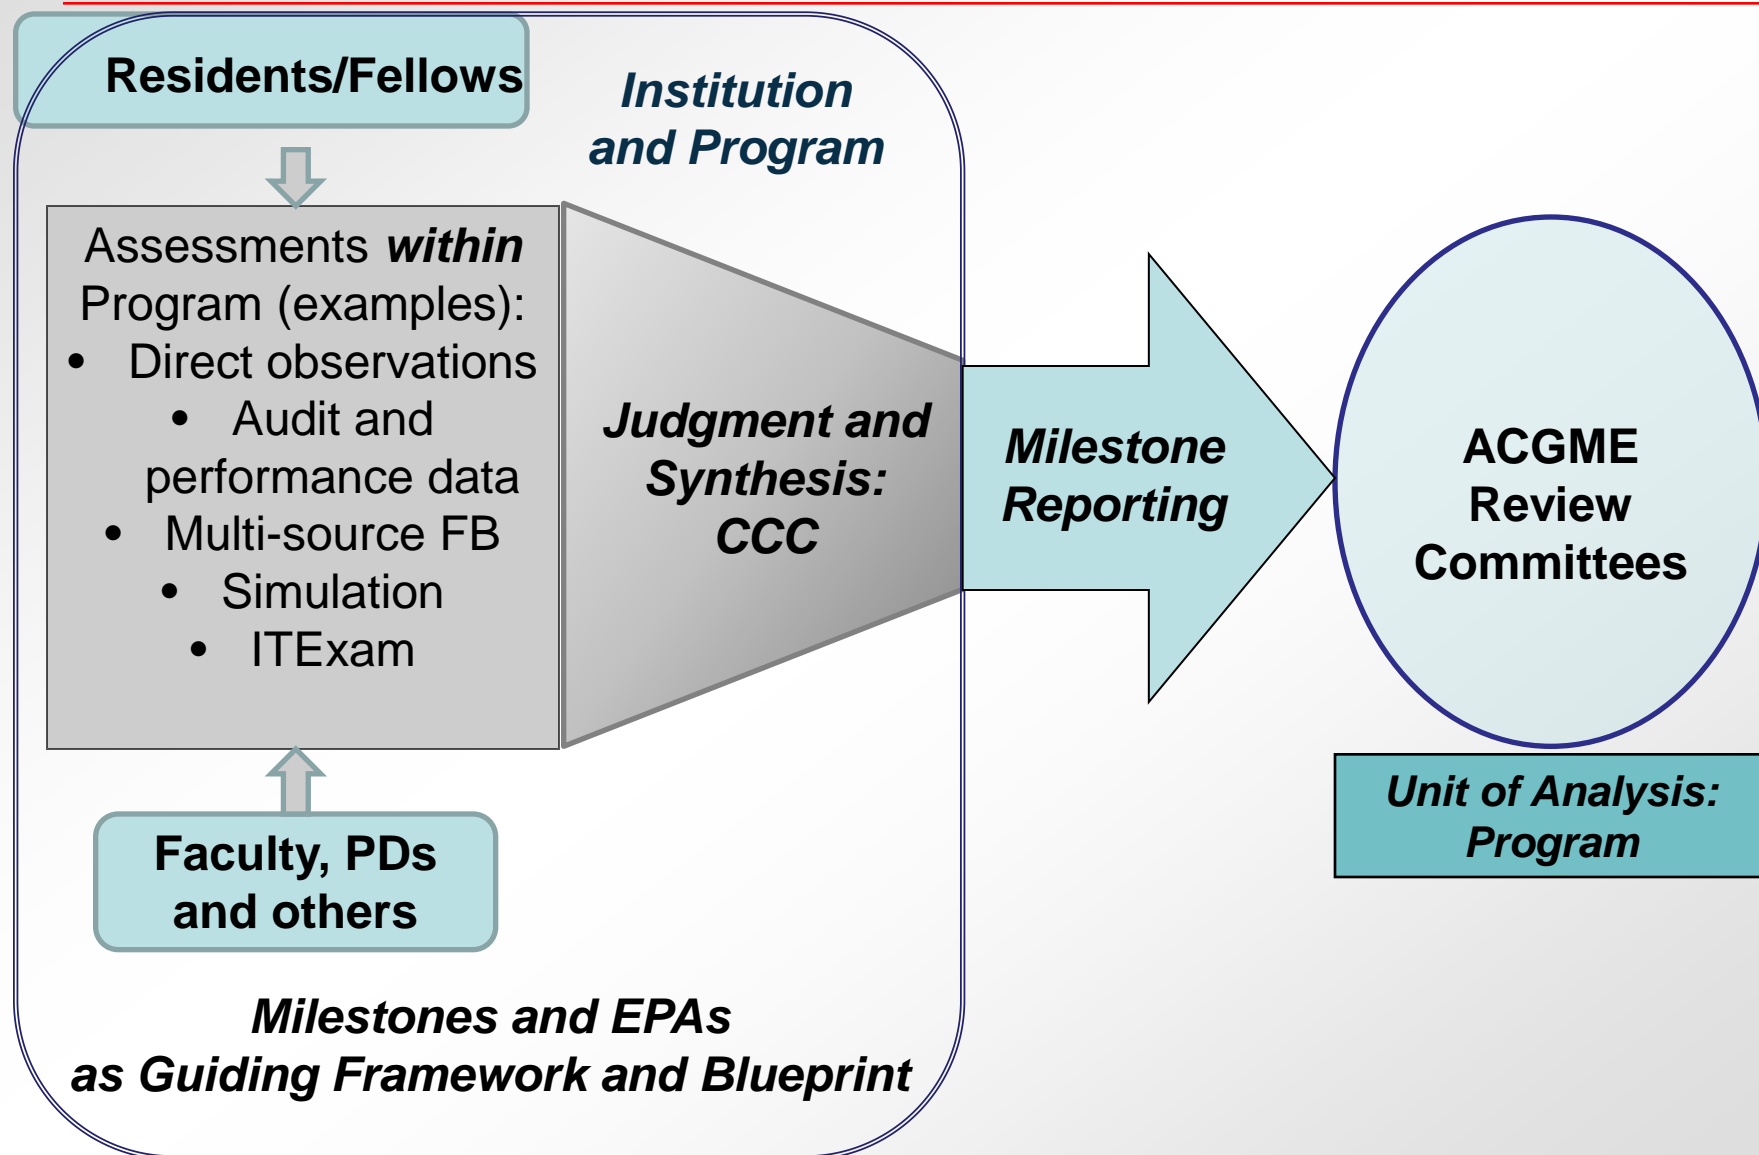 Residents/Fellows
Institution
and Program
Assessments within
Program (examples):
• Direct observations
• Audit and
performance data
• Multi-source FB
• Simulation
• ITExam
Judgment and
Synthesis:
CCC
Milestone
Reporting
ACGME
Review
Committees
Unit of Analysis:
Program
Faculty, PDs
and others
Milestones and EPAs
as Guiding Framework and Blueprint